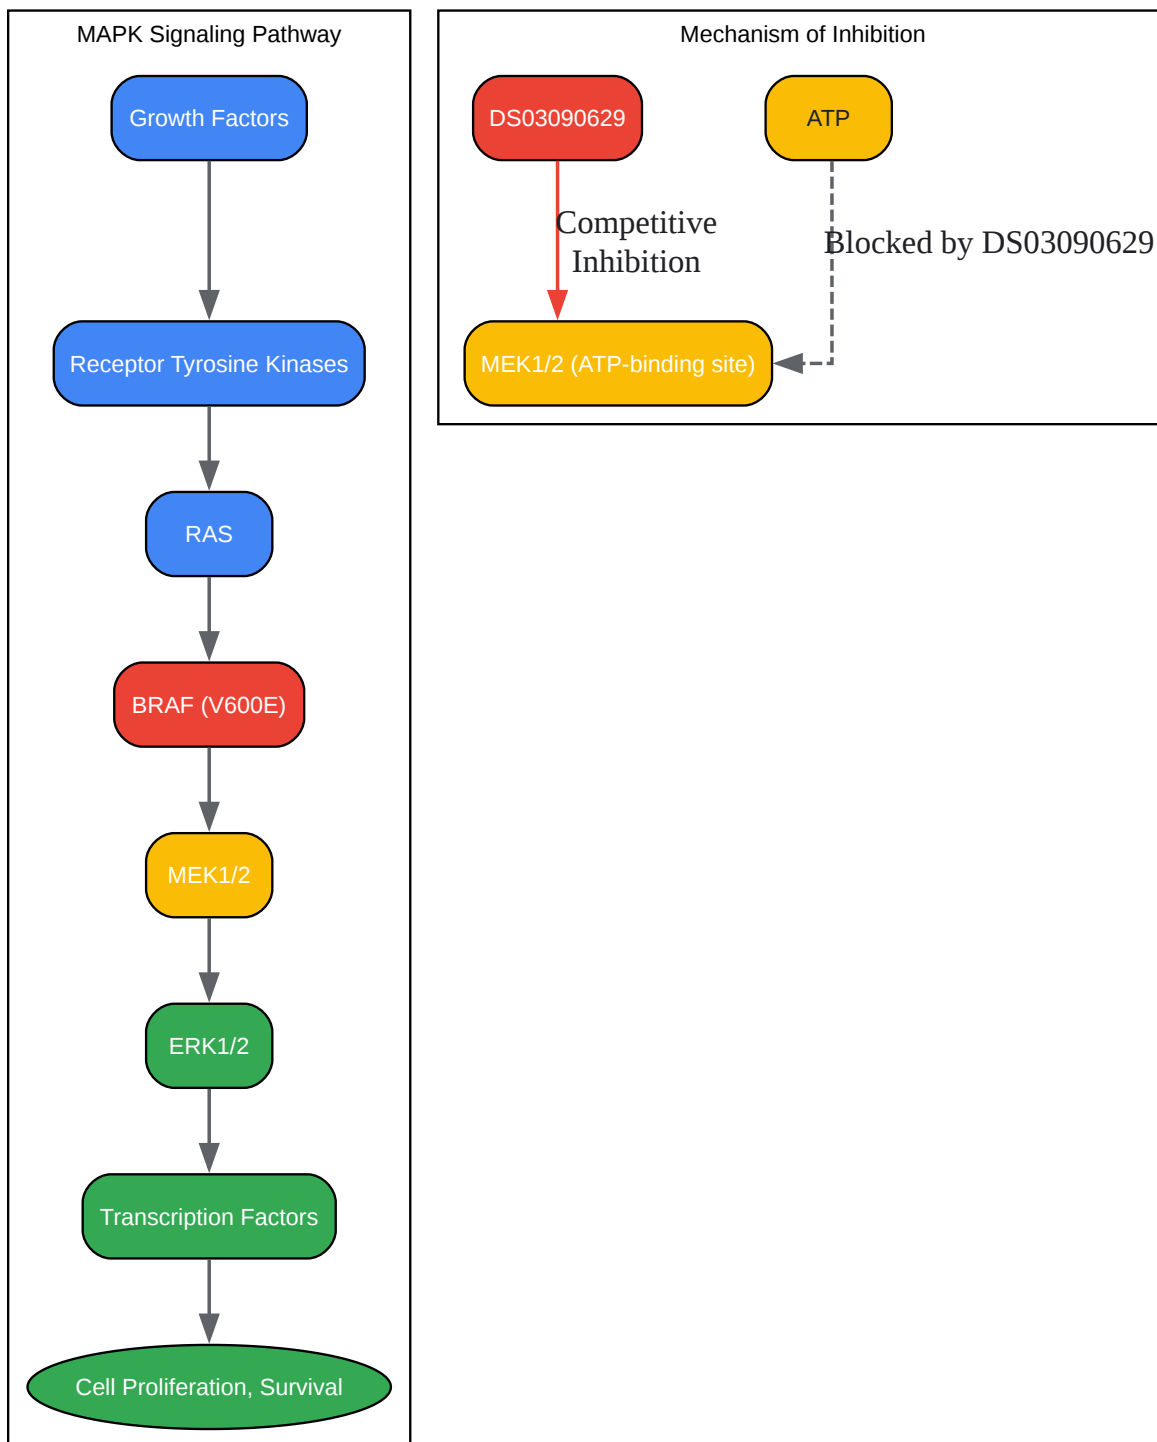 MAPK Signaling Pathway
Growth Factors
Receptor Tyrosine Kinases
RAS
BRAF (V600E)
MEK1/2
ERK1/2
Transcription Factors
Cell Proliferation, Survival
Mechanism of Inhibition
DS03090629
ATP
Competitive
Inhibition
Blocked by DS03090629
MEK1/2 (ATP-binding site)